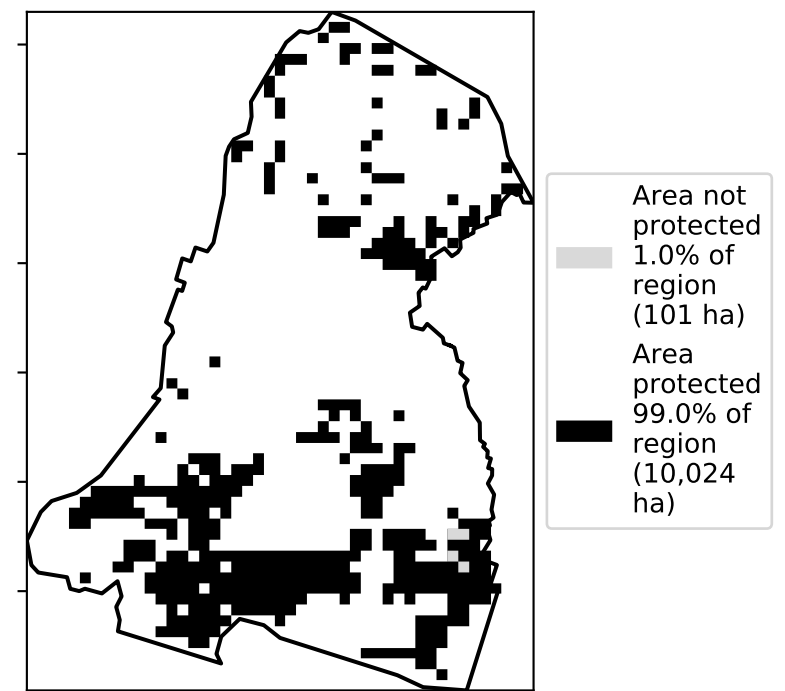 Area not
protected
1.0% of
region
(101 ha)
Area
protected
99.0% of
region
(10,024
ha)